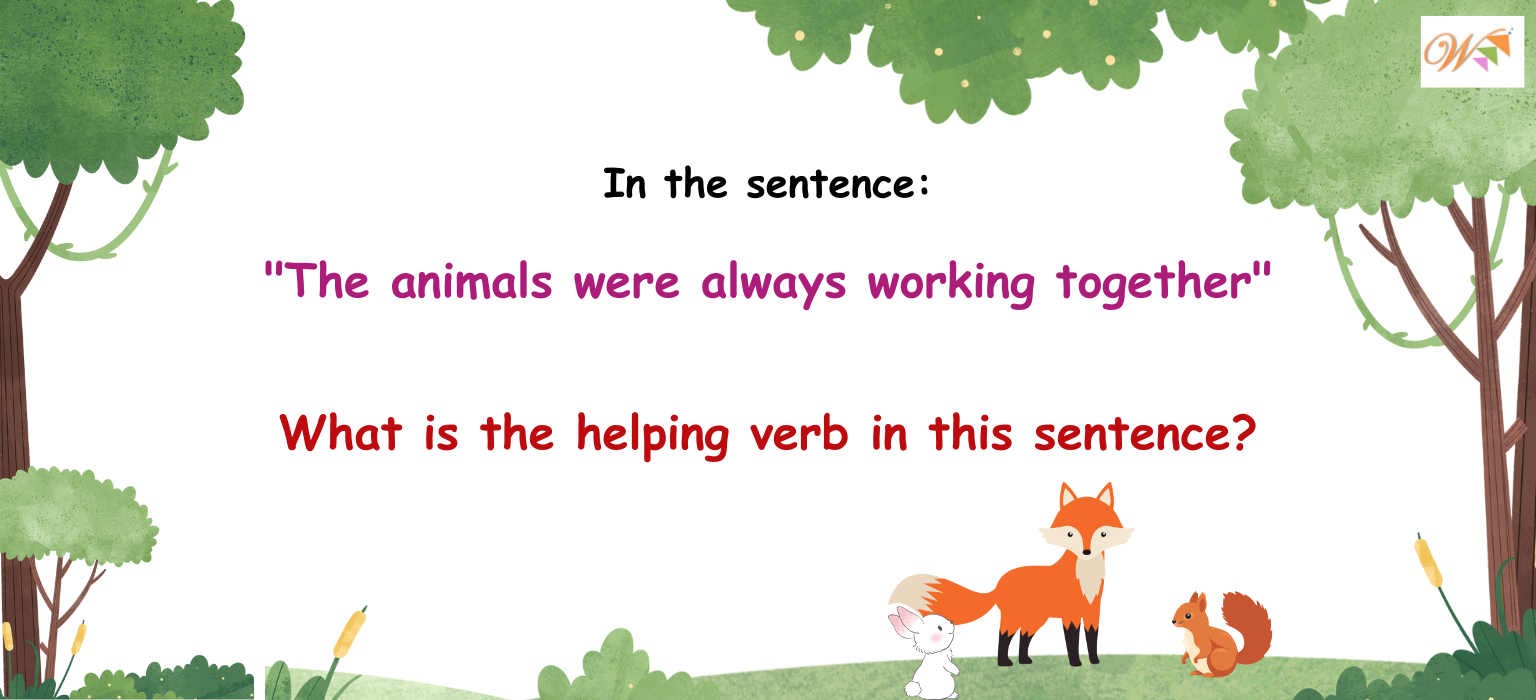 W
In the sentence:
"The animals were always working together"
What is the helping verb in this sentence?